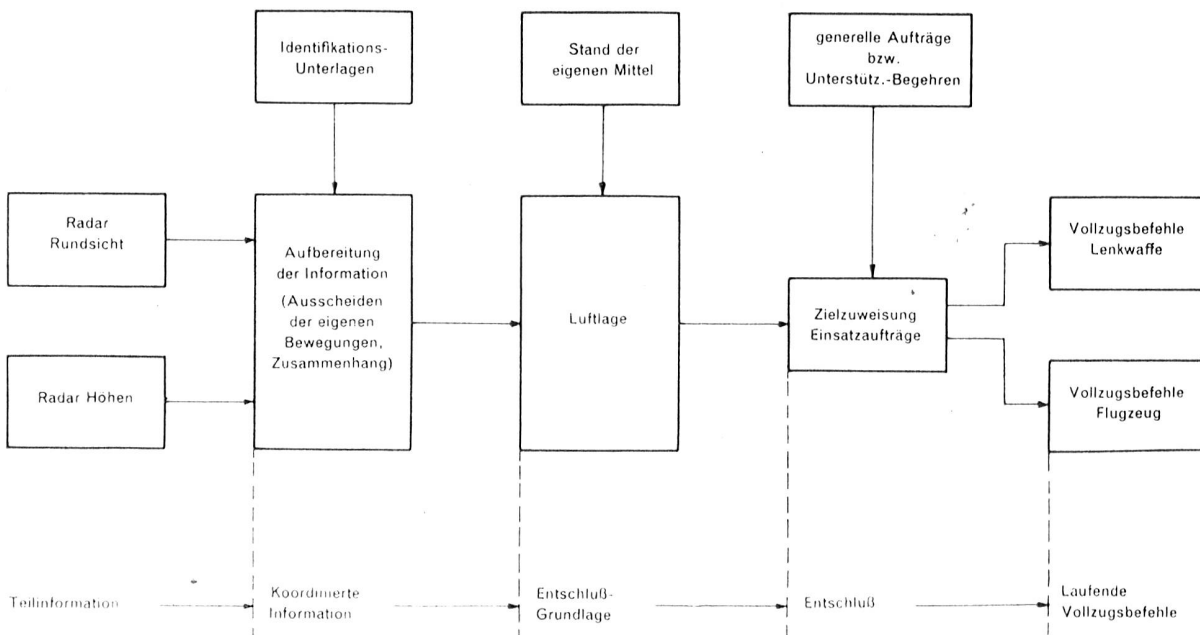 Identifikations-
Unterlagen
Stand der
eigenen Mittel
generelle Aufträge
bzw.
Unterstütz.-Begehren
Radar
Rundsicht
Radar Höhen
Aufbereitung
der Information
(Ausscheiden
der eigenen
Bewegungen,
Zusammenhang)
Luftlage
Zielzuweisung
Einsatzaufträge
Vollzugsbefehle
Lenkwaffe
Vollzugsbefehle
Flugzeug
Teilinformation
Koordinierte
Information
Entschluß-
Grundlage
Entschluß
Laufende
Vollzugsbefehle